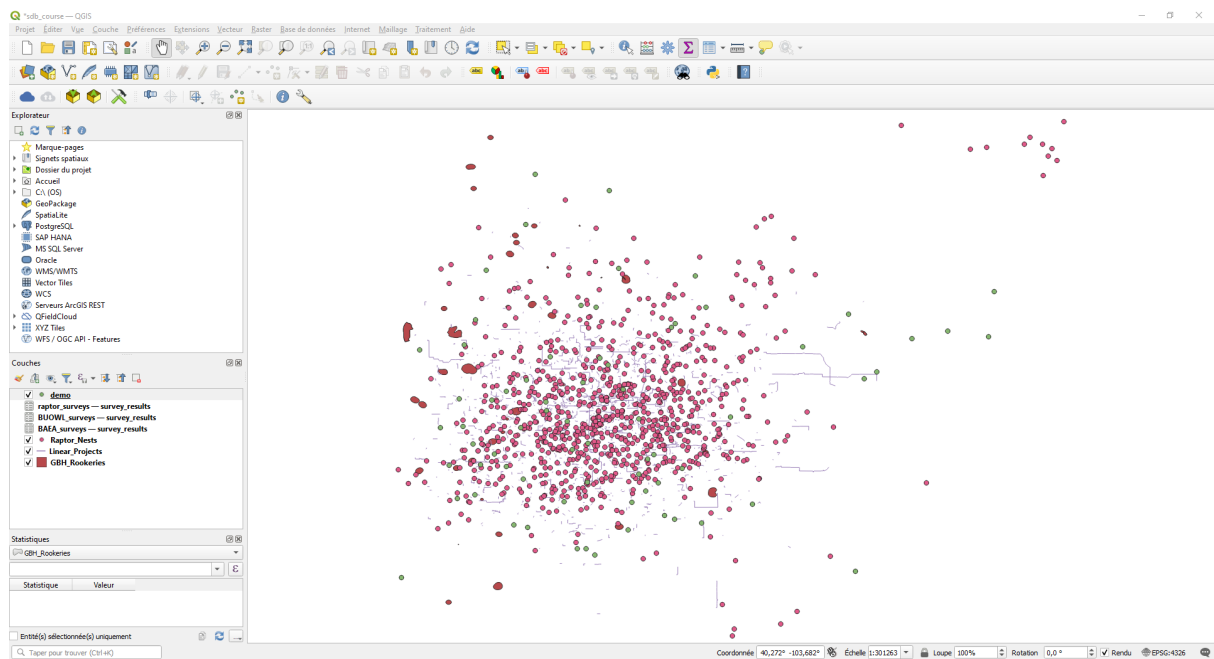 *sdb_course — QGIS
Projet Éditer Vue Couche Préférences Extensions Vecteur Raster Base de données Internet Maillage Traitement Aide
Explorateur
Marque-pages
Signets spatiaux
Dossier du projet
Accueil
C:\ (OS)
GeoPackage
SpatiaLite
PostgreSQL
SAP HANA
MS SQL Server
Oracle
WMS/WMTS
Vector Tiles
WCS
Serveurs ArcGIS REST
QFieldCloud
XYZ Tiles
WFS / OGC API - Features
Couches
demo
raptor_surveys — survey_results
BUOWL_surveys — survey_results
BAEA_surveys — survey_results
Raptor_Nests
Linear_Projects
GBH_Rookeries
Statistiques
GBH_Rookeries
ε
Statistique Valeur
Entité(s) sélectionnée(s) uniquement
Taper pour trouver (Ctrl+K)
Coordonnée 40,272° -103,682° Échelle 1:301263 Loupe 100% Rotation 0,0 ° Rendu EPSG:4326